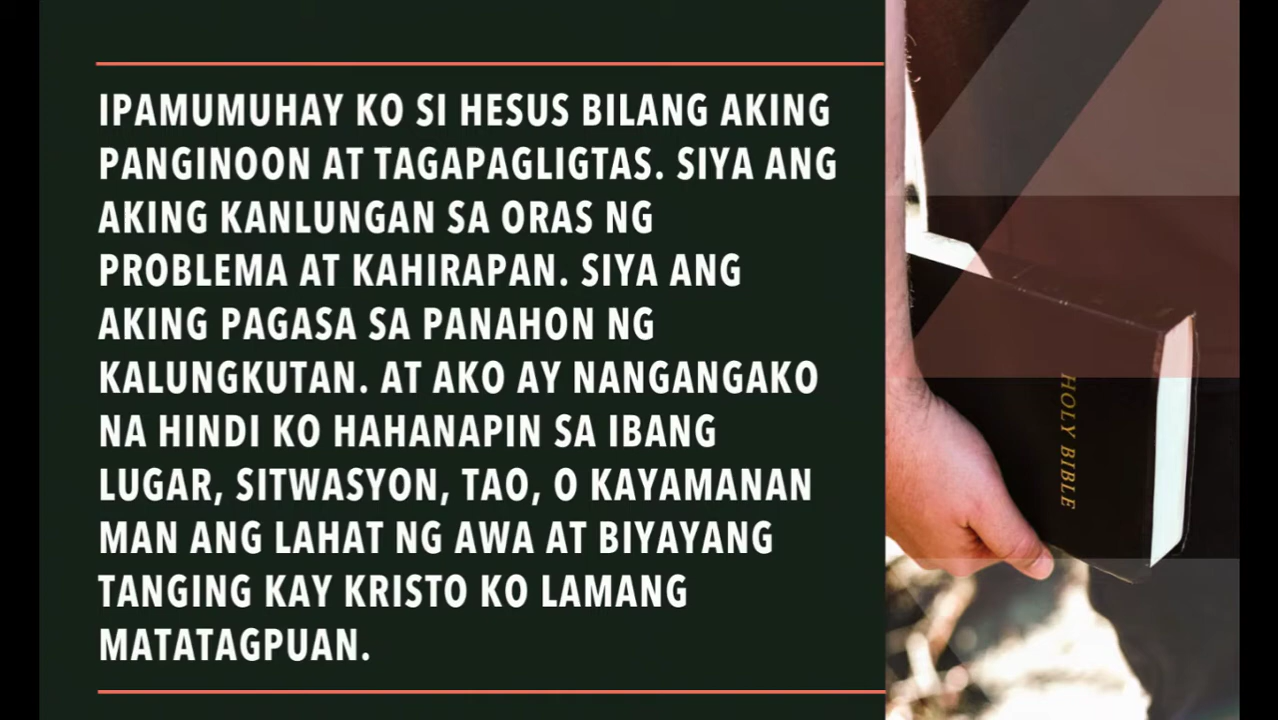 IPAMUMUHAY KO SI HESUS BILANG AKING
PANGINOON AT TAGAPAGLIGTAS. SIYA ANG
AKING KANLUNGAN SA ORAS NG
PROBLEMA AT KAHIRAPAN. SIYA ANG
AKING PAGASA SA PANAHON NG
KALUNGKUTAN. AT AKO AY NANGANGAKO
NA HINDI KO HAHANAPIN SA IBANG
LUGAR, SITWASYON, TAO, O KAYAMANAN
MAN ANG LAHAT NG AWA AT BIYAYANG
TANGING KAY KRISTO KO LAMANG
MATATAGPUAN.
HOLY BIBLE